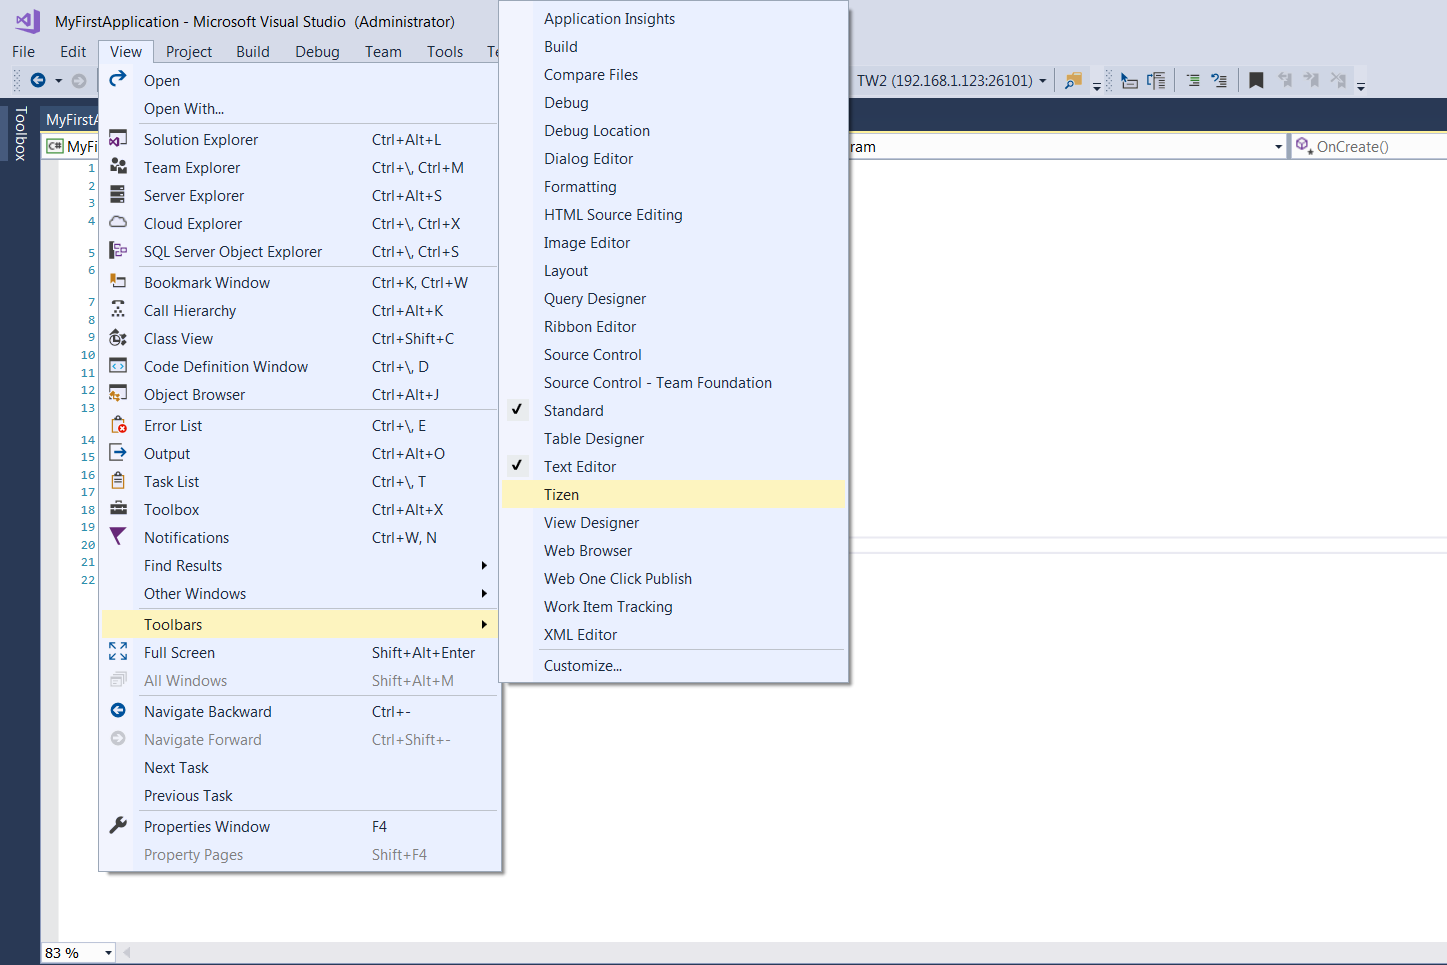 MyFirstApplication - Microsoft Visual Studio (Administrator)
File Edit View Project Build Debug Team Tools
TW2 (192.168.1.123:26101)
Toolbox
C# MyFi
ram
OnCreate()
1
2
3
4
5
6
7
8
9
10
11
12
13
14
15
16
17
18
19
20
21
22
Open
Open With...
Solution Explorer Ctrl+Alt+L
Team Explorer Ctrl+\, Ctrl+M
Server Explorer Ctrl+Alt+S
Cloud Explorer Ctrl+\, Ctrl+X
SQL Server Object Explorer Ctrl+\, Ctrl+S
Bookmark Window Ctrl+K, Ctrl+W
Call Hierarchy Ctrl+Alt+K
Class View Ctrl+Shift+C
Code Definition Window Ctrl+\, D
Object Browser Ctrl+Alt+J
Error List Ctrl+\, E
Output Ctrl+Alt+O
Task List Ctrl+\, T
Toolbox Ctrl+Alt+X
Notifications Ctrl+W, N
Find Results
Other Windows
Toolbars
Full Screen Shift+Alt+Enter
All Windows Shift+Alt+M
Navigate Backward Ctrl+-
Navigate Forward Ctrl+Shift+-
Next Task
Previous Task
Properties Window F4
Property Pages Shift+F4
Application Insights
Build
Compare Files
Debug
Debug Location
Dialog Editor
Formatting
HTML Source Editing
Image Editor
Layout
Query Designer
Ribbon Editor
Source Control
Source Control - Team Foundation
Standard
Table Designer
Text Editor
Tizen
View Designer
Web Browser
Web One Click Publish
Work Item Tracking
XML Editor
Customize...
83 %